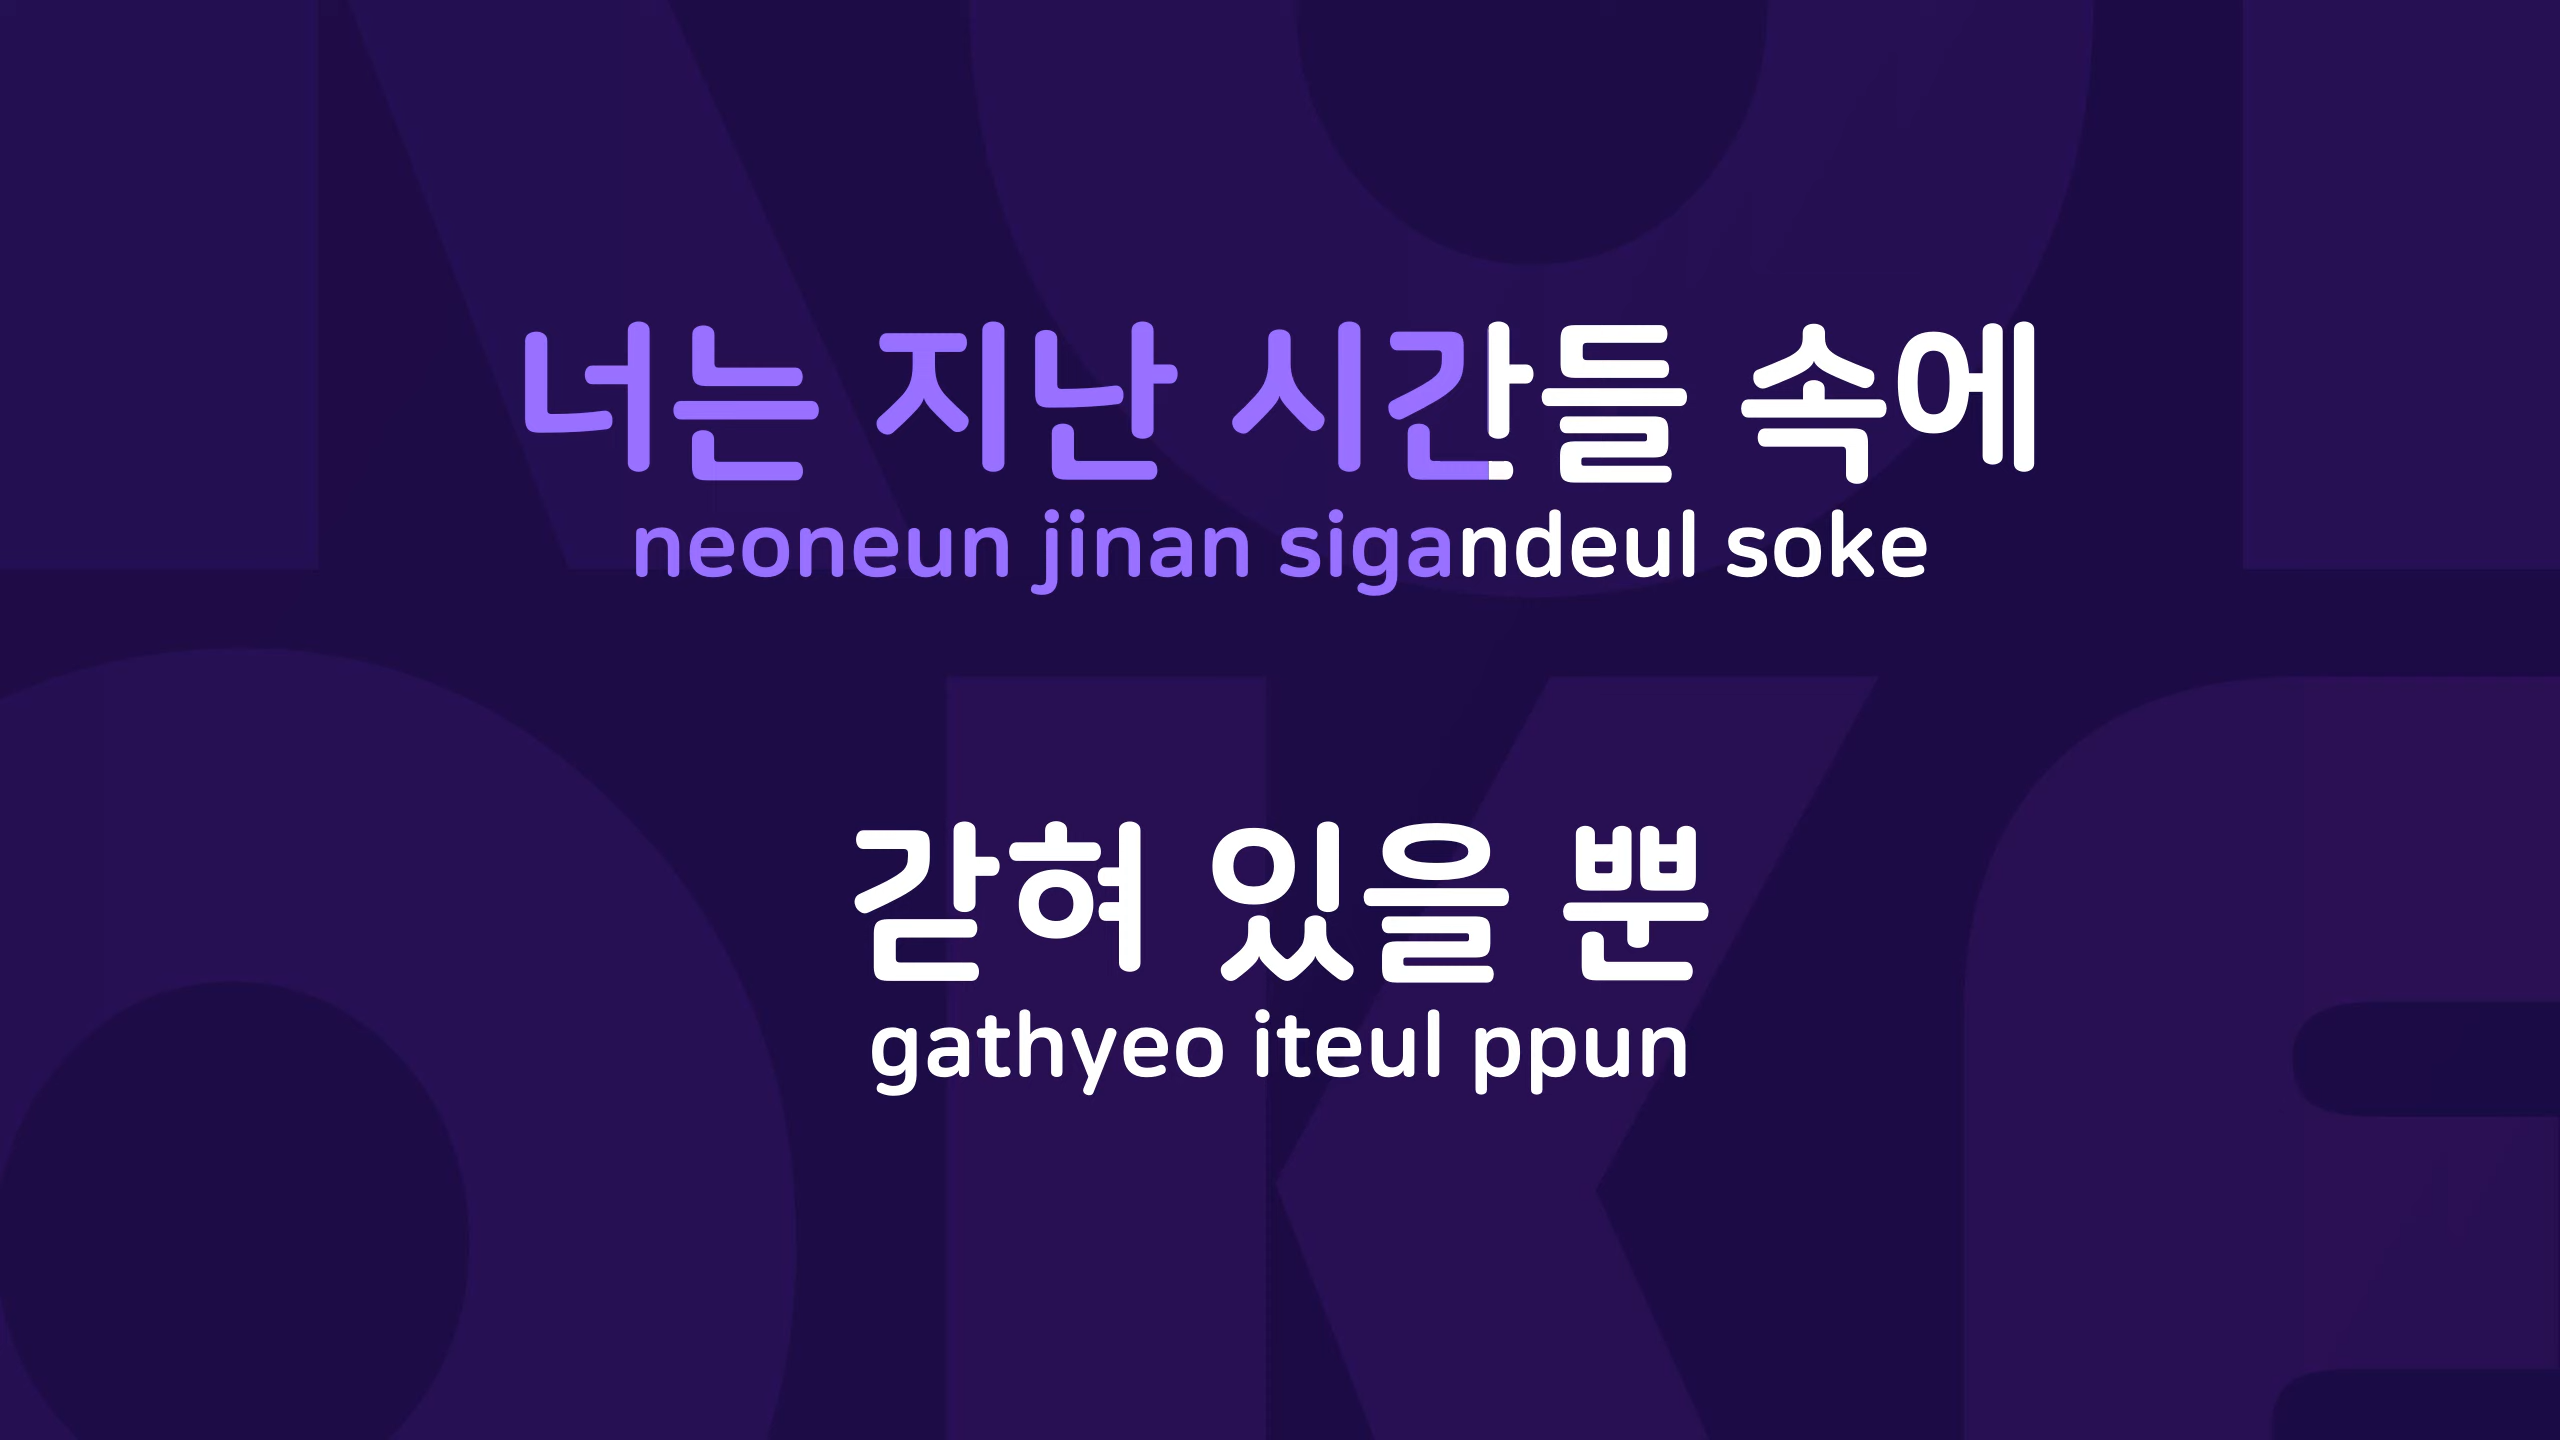 너는 지난 시간들 속에
neoneun jinan sigandeul soke
갇혀 있을 뿐
gathyeo iteul ppun